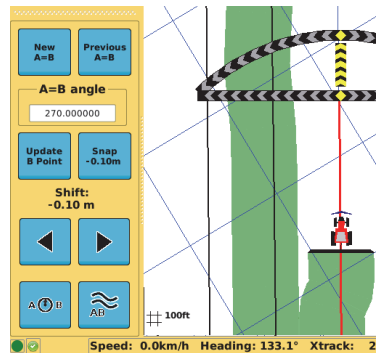 New
A=B
Previous
A=B
A=B angle
270.000000
Update
B Point
Snap
-0.10m
Shift:
-0.10 m
A B
AB
100ft
Speed: 0.0km/h Heading: 133.1° Xtrack: 2